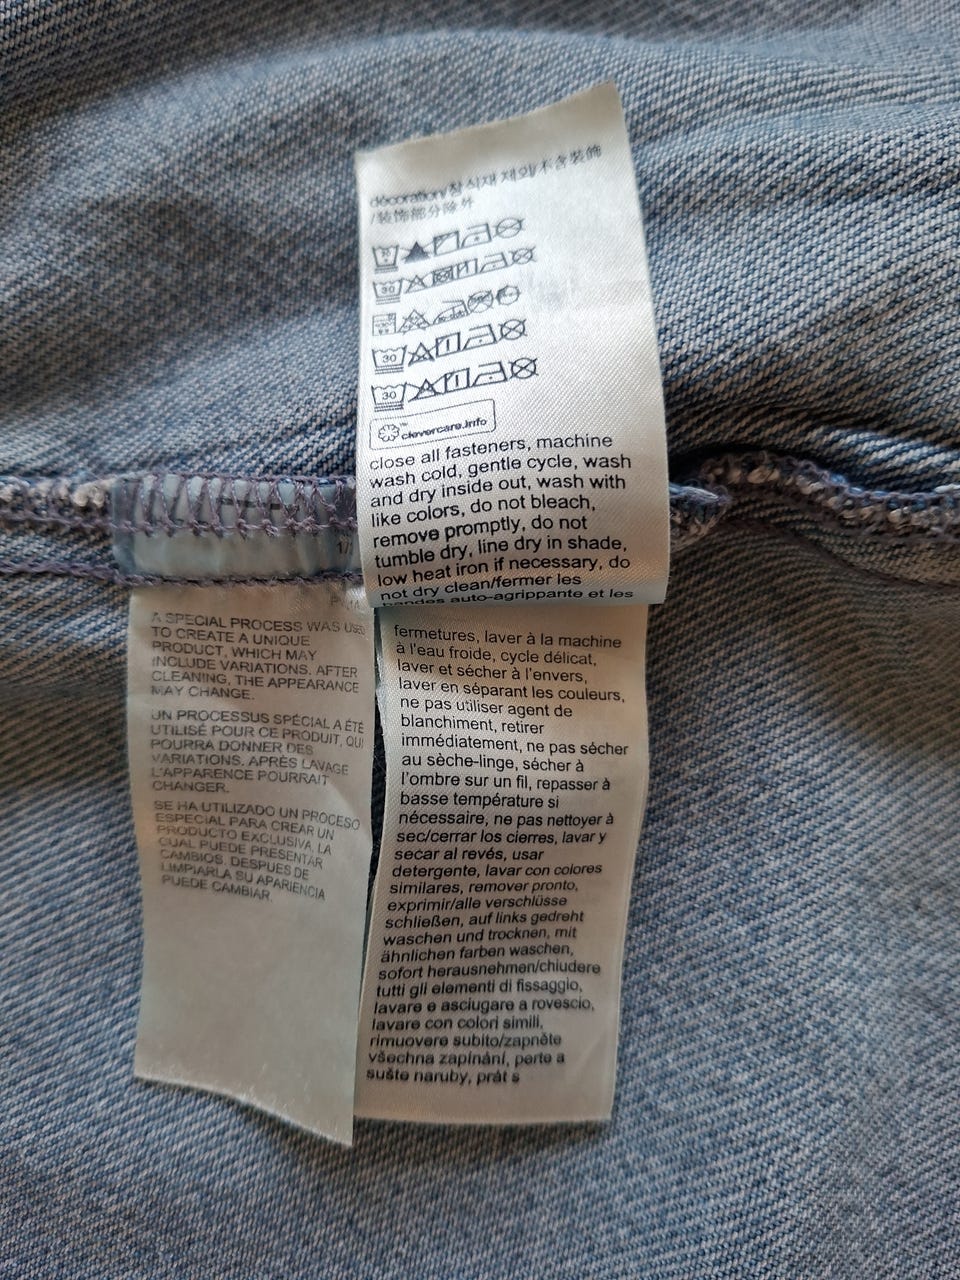 décoration/장식재 제외/不含装飾
/装饰部分除外
30
30
30
clevercare.info
close all fasteners, machine
wash cold, gentle cycle, wash
and dry inside out, wash with
like colors, do not bleach,
remove promptly, do not
tumble dry, line dry in shade,
low heat iron if necessary, do
not dry clean/fermer les
bandes auto-agrippante et les
A SPECIAL PROCESS WAS USED
TO CREATE A UNIQUE
PRODUCT, WHICH MAY
INCLUDE VARIATIONS. AFTER
CLEANING, THE APPEARANCE
MAY CHANGE.
UN PROCESSUS SPÉCIAL A ÉTÉ
UTILISÉ POUR CE PRODUIT, QUI
POURRA DONNER DES
VARIATIONS. APRÈS LAVAGE
L'APPARENCE POURRAIT
CHANGER.
SE HA UTILIZADO UN PROCESO
ESPECIAL PARA CREAR UN
PRODUCTO EXCLUSIVA, LA
CUAL PUEDE PRESENTAR
CAMBIOS. DESPUES DE
LIMPIARLA SU APARIENCIA
PUEDE CAMBIAR.
fermetures, laver à la machine
à l'eau froide, cycle délicat,
laver et sécher à l'envers,
laver en séparant les couleurs,
ne pas utiliser agent de
blanchiment, retirer
immédiatement, ne pas sécher
au sèche-linge, sécher à
l'ombre sur un fil, repasser à
basse température si
nécessaire, ne pas nettoyer à
sec/cerrar los cierres, lavar y
secar al revés, usar
detergente, lavar con colores
similares, remover pronto,
exprimir/alle verschlüsse
schließen, auf links gedreht
waschen und trocknen, mit
ähnlichen farben waschen,
sofort herausnehmen/chiudere
tutti gli elementi di fissaggio,
lavare e asciugare a rovescio,
lavare con colori simili,
rimuovere subito/zapněte
všechna zapínání, perte a
sušte naruby, prát s